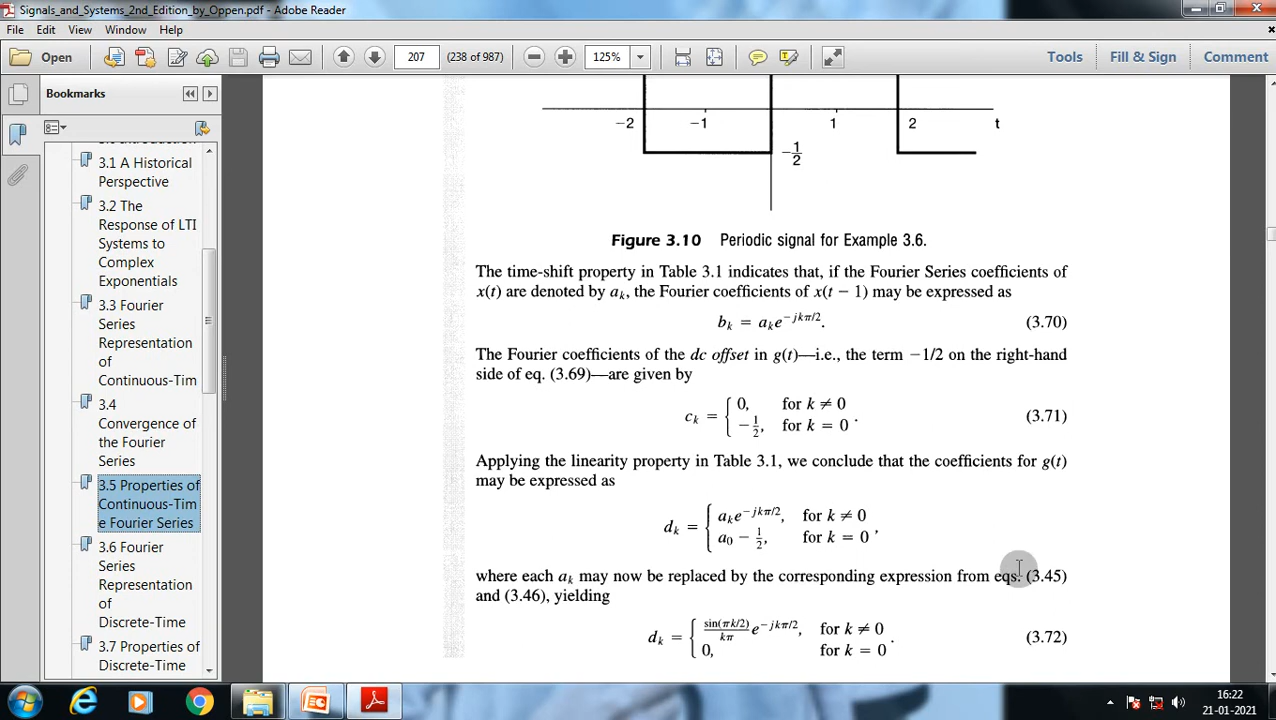 Signals_and_Systems_2nd_Edition_by_Oppen.pdf - Adobe Reader
File Edit View Window Help
Open 207 (238 of 987) 125% Tools Fill & Sign Comment
Bookmarks
3.1 A Historical
Perspective
3.2 The
Response of LTI
Systems to
Complex
Exponentials
3.3 Fourier
Series
Representation
of
Continuous-Tim
3.4
Convergence of
the Fourier
Series
3.5 Properties of
Continuous-Tim
e Fourier Series
3.6 Fourier
Series
Representation
of
Discrete-Time
3.7 Properties of
Discrete-Time
−2 −1 1 2 t
−1/2
Figure 3.10 Periodic signal for Example 3.6.
The time-shift property in Table 3.1 indicates that, if the Fourier Series coefficients of
x(t) are denoted by a_k, the Fourier coefficients of x(t − 1) may be expressed as
b_k = a_k e^{−jkπ/2}. (3.70)
The Fourier coefficients of the dc offset in g(t)—i.e., the term −1/2 on the right-hand
side of eq. (3.69)—are given by
c_k = { 0, for k ≠ 0
−1/2, for k = 0 . (3.71)
Applying the linearity property in Table 3.1, we conclude that the coefficients for g(t)
may be expressed as
d_k = { a_k e^{−jkπ/2}, for k ≠ 0
a_0 − 1/2, for k = 0 ,
where each a_k may now be replaced by the corresponding expression from eqs. (3.45)
and (3.46), yielding
d_k = { sin(πk/2)/kπ e^{−jkπ/2}, for k ≠ 0
0, for k = 0 . (3.72)
16:22
21-01-2021